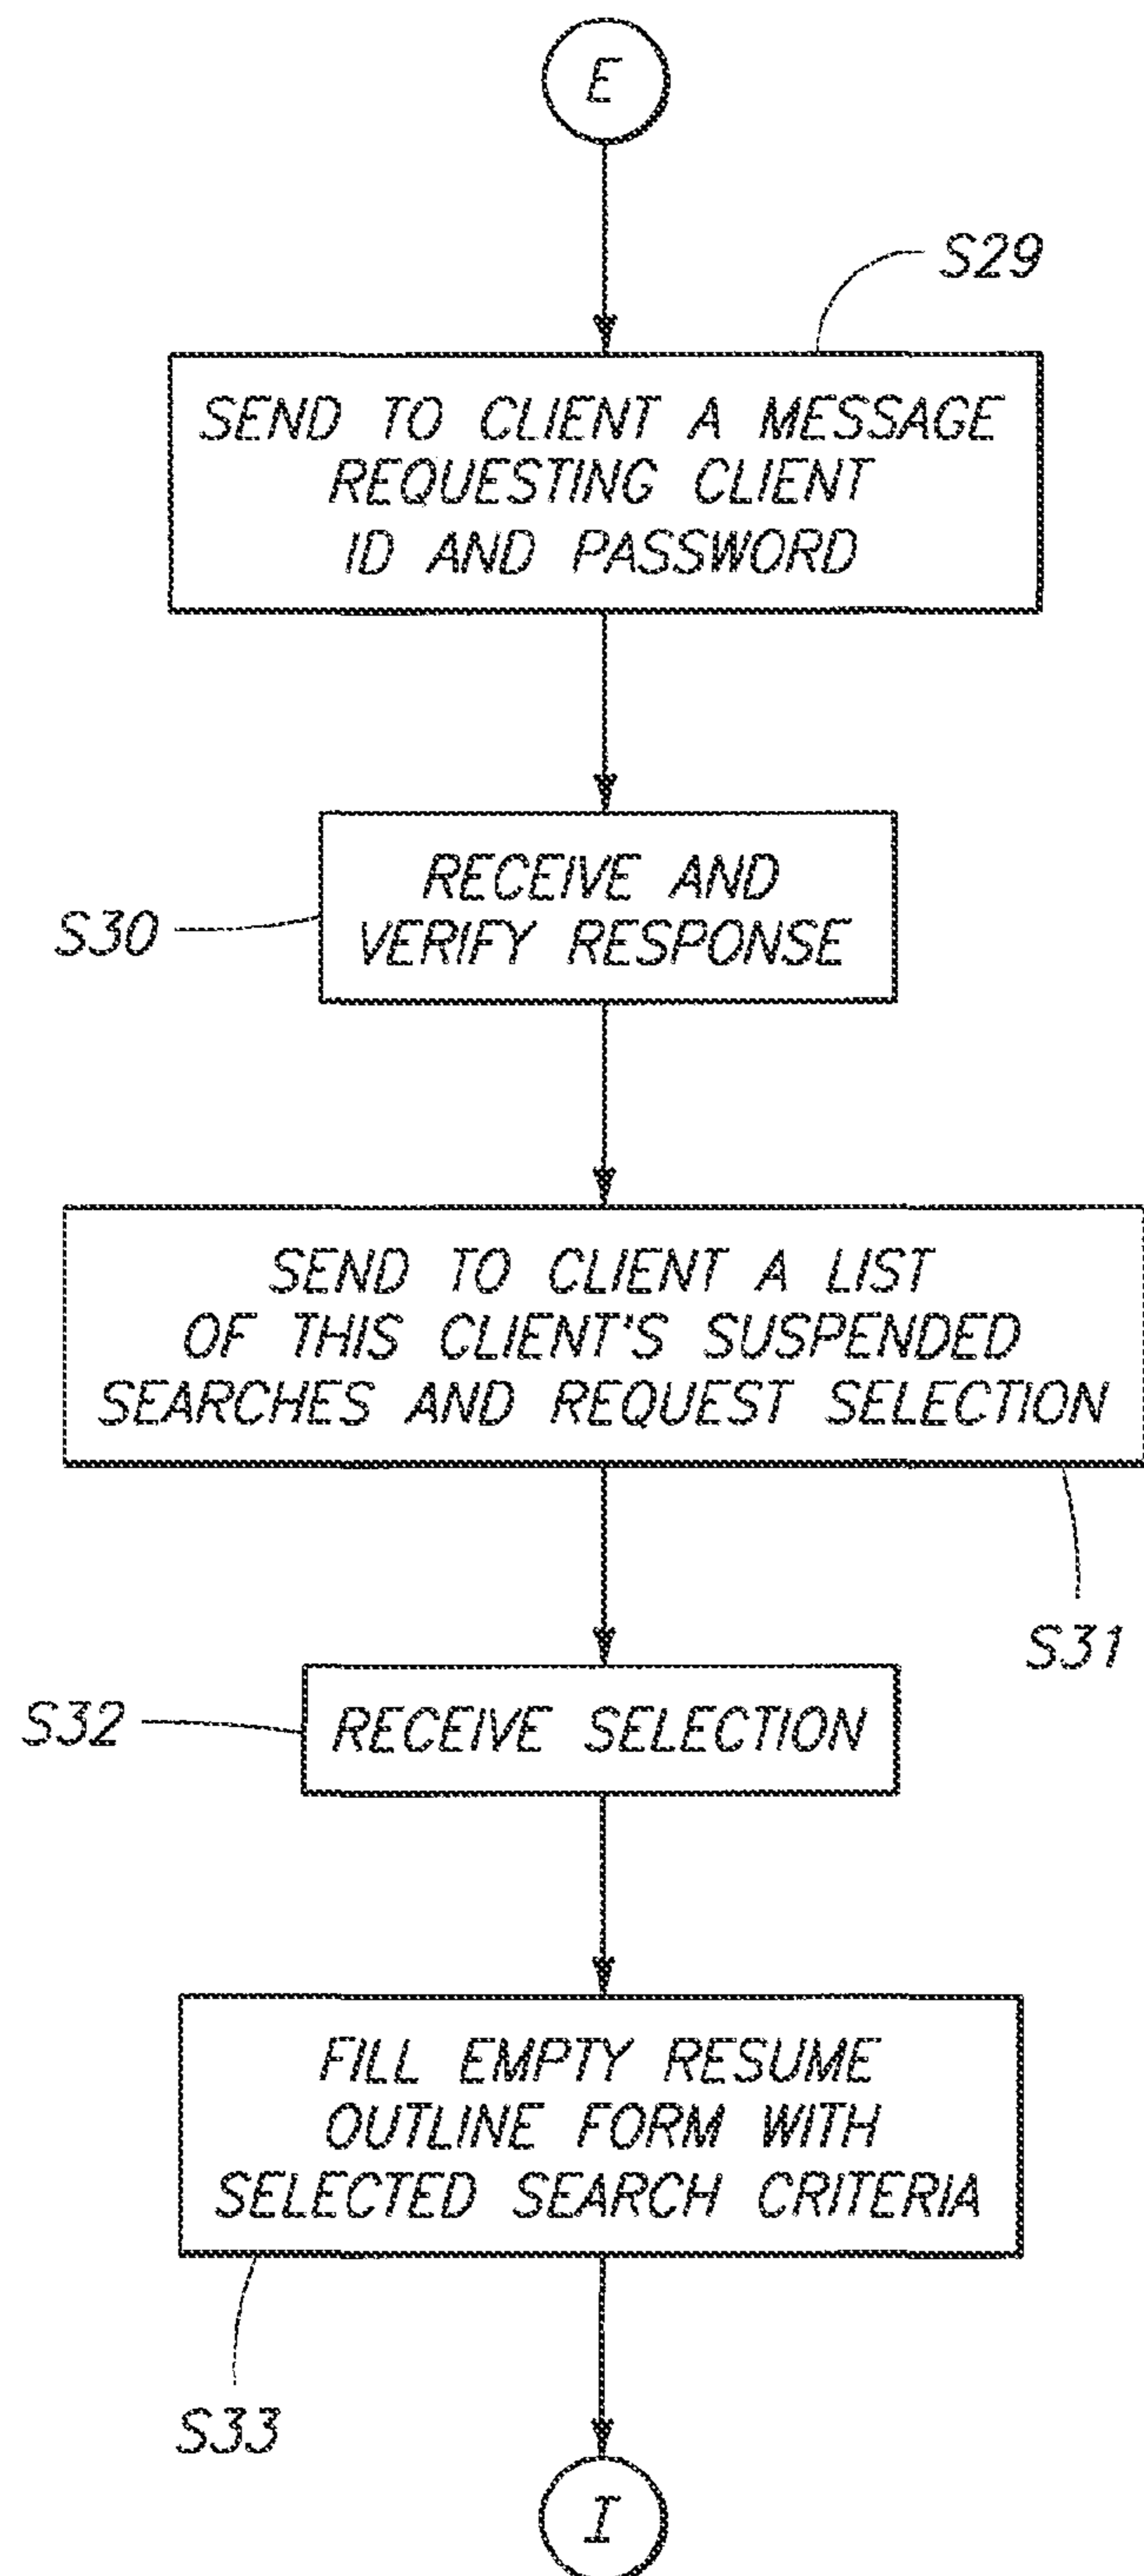 E
S29
SEND TO CLIENT A MESSAGE
REQUESTING CLIENT
ID AND PASSWORD
RECEIVE AND
VERIFY RESPONSE
S30
SEND TO CLIENT A LIST
OF THIS CLIENT'S SUSPENDED
SEARCHES AND REQUEST SELECTION
S31
S32
RECEIVE SELECTION
FILL EMPTY RESUME
OUTLINE FORM WITH
SELECTED SEARCH CRITERIA
S33
I